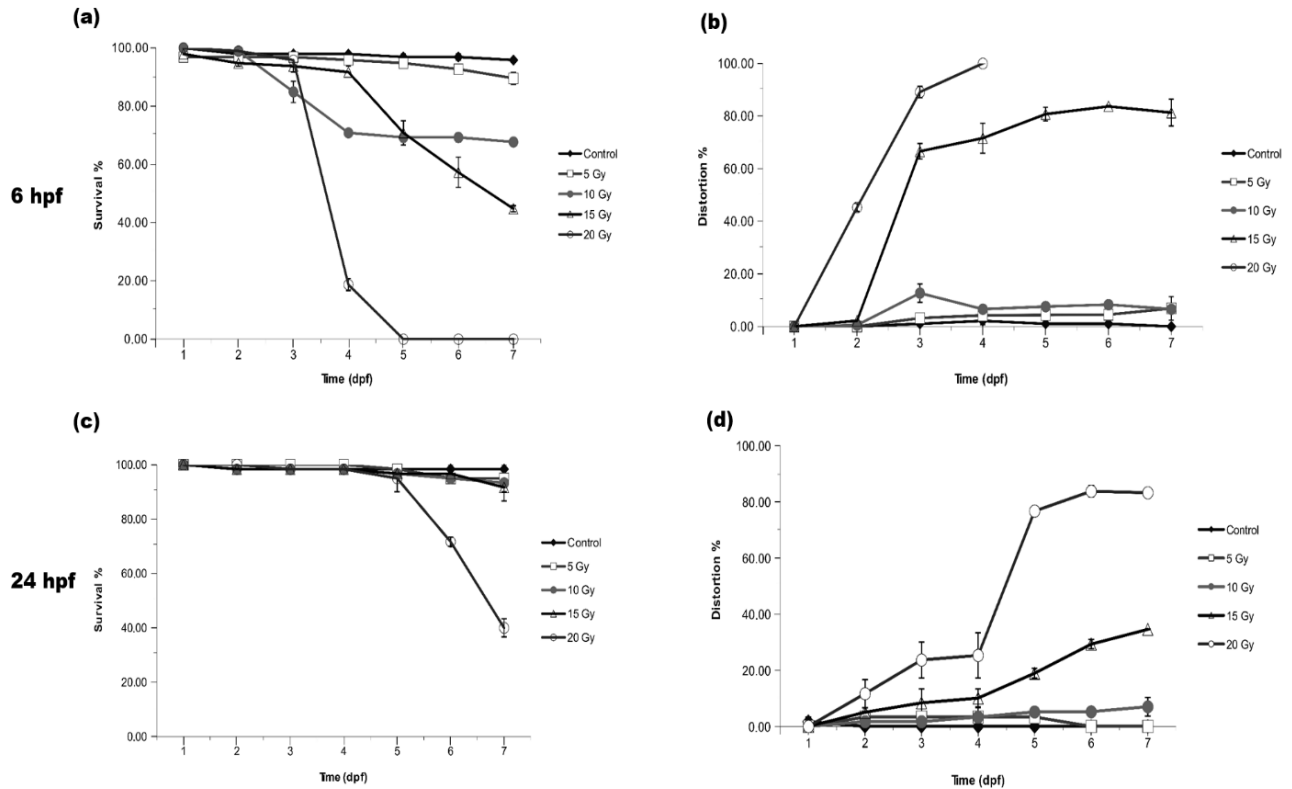 (a)
100.00
80.00
60.00
40.00
20.00
0.00
Survival %
1 2 3 4 5 6 7
Time (dpf)
Control
5 Gy
10 Gy
15 Gy
20 Gy
6 hpf
(b)
100.00
80.00
60.00
40.00
20.00
0.00
Distortion %
1 2 3 4 5 6 7
Time (dpf)
Control
5 Gy
10 Gy
15 Gy
20 Gy
(c)
100.00
80.00
60.00
40.00
20.00
0.00
Survival %
1 2 3 4 5 6 7
Time (dpf)
Control
5 Gy
10 Gy
15 Gy
20 Gy
24 hpf
(d)
100.00
80.00
60.00
40.00
20.00
0.00
Distortion %
1 2 3 4 5 6 7
Time (dpf)
Control
5 Gy
10 Gy
15 Gy
20 Gy